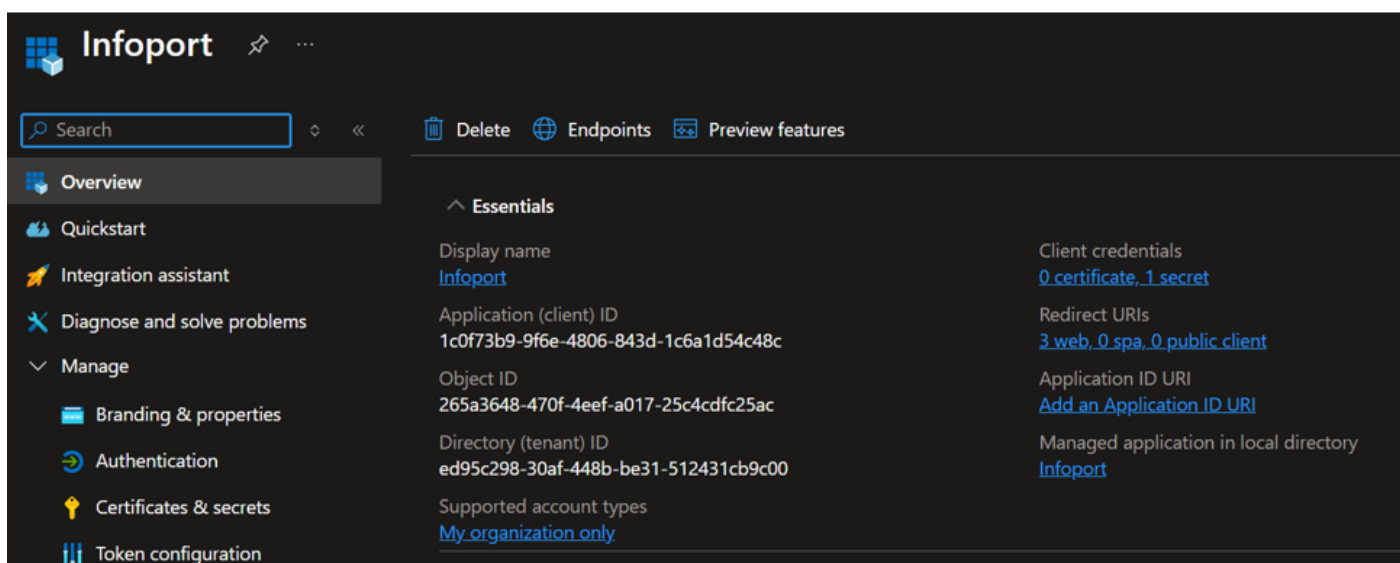 Infoport
Search
Delete
Endpoints
Preview features
Overview
Quickstart
Integration assistant
Diagnose and solve problems
Manage
Branding & properties
Authentication
Certificates & secrets
Token configuration
Essentials
Display name
Infoport
Application (client) ID
1c0f73b9-9f6e-4806-843d-1c6a1d54c48c
Object ID
265a3648-470f-4eef-a017-25c4cdfc25ac
Directory (tenant) ID
ed95c298-30af-448b-be31-512431cb9c00
Supported account types
My organization only
Client credentials
0 certificate, 1 secret
Redirect URIs
3 web, 0 spa, 0 public client
Application ID URI
Add an Application ID URI
Managed application in local directory
Infoport